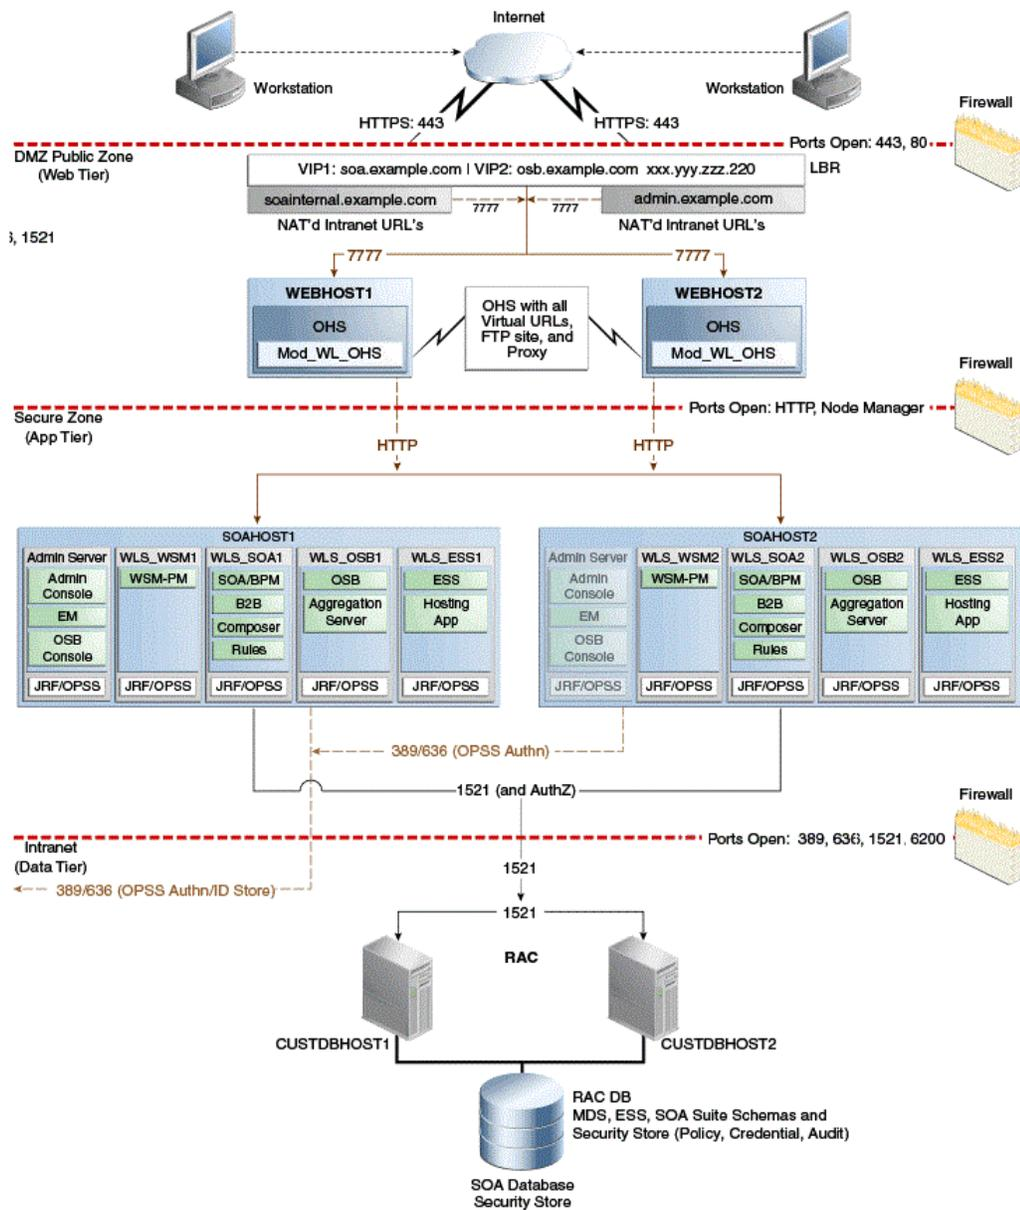 Internet
Workstation
Workstation
HTTPS: 443
HTTPS: 443
Firewall
Ports Open: 443, 80
DMZ Public Zone
(Web Tier)
VIP1: soa.example.com | VIP2: osb.example.com xxx.yyy.zzz.220
LBR
soainternal.example.com
7777
7777
admin.example.com
NAT'd Intranet URL's
NAT'd Intranet URL's
, 1521
7777
7777
WEBHOST1
OHS
Mod_WL_OHS
OHS with all
Virtual URLs,
FTP site, and
Proxy
WEBHOST2
OHS
Mod_WL_OHS
Firewall
Ports Open: HTTP, Node Manager
Secure Zone
(App Tier)
HTTP
HTTP
SOAHOST1
Admin Server
Admin
Console
EM
OSB
Console
JRF/OPSS
WLS_WSM1
WSM-PM
JRF/OPSS
WLS_SOA1
SOA/BPM
B2B
Composer
Rules
JRF/OPSS
WLS_OSB1
OSB
Aggregation
Server
JRF/OPSS
WLS_ESS1
ESS
Hosting
App
JRF/OPSS
SOAHOST2
Admin Server
Admin
Console
EM
OSB
Console
JRF/OPSS
WLS_WSM2
WSM-PM
JRF/OPSS
WLS_SOA2
SOA/BPM
B2B
Composer
Rules
JRF/OPSS
WLS_OSB2
OSB
Aggregation
Server
JRF/OPSS
WLS_ESS2
ESS
Hosting
App
JRF/OPSS
389/636 (OPSS Authn)
1521 (and AuthZ)
Firewall
Ports Open: 389, 636, 1521, 6200
Intranet
(Data Tier)
1521
389/636 (OPSS Authn/ID Store)
1521
RAC
CUSTDBHOST1
CUSTDBHOST2
RAC DB
MDS, ESS, SOA Suite Schemas and
Security Store (Policy, Credential, Audit)
SOA Database
Security Store